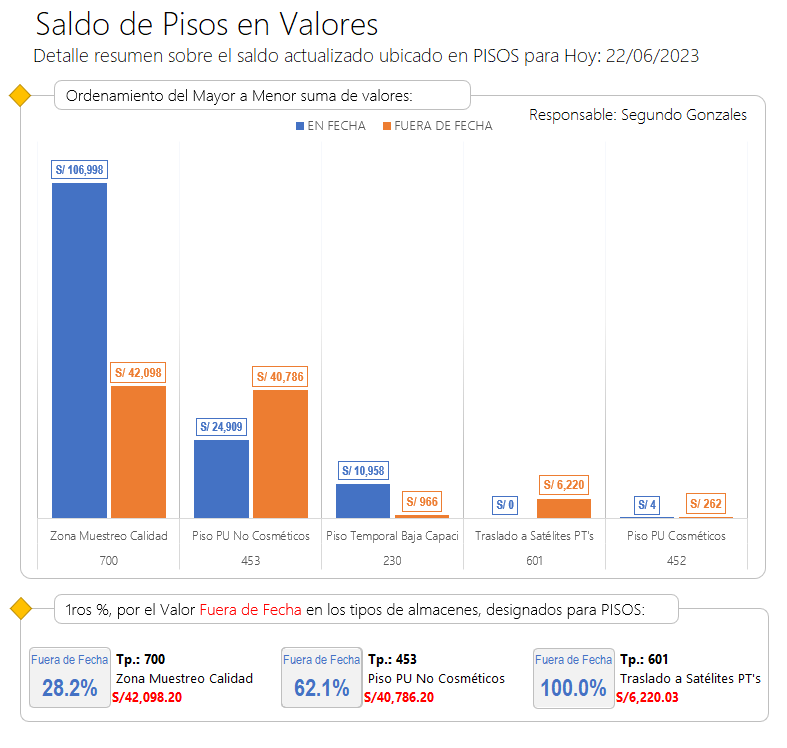 Saldo de Pisos en Valores
Detalle resumen sobre el saldo actualizado ubicado en PISOS para Hoy: 22/06/2023
Ordenamiento del Mayor a Menor suma de valores:
Responsable: Segundo Gonzales
EN FECHA FUERA DE FECHA
S/ 106,998
S/ 42,098
S/ 24,909
S/ 40,786
S/ 10,958
S/ 966
S/ 0
S/ 6,220
S/ 4
S/ 262
Zona Muestreo Calidad Piso PU No Cosméticos Piso Temporal Baja Capaci Traslado a Satélites PT's Piso PU Cosméticos
700 453 230 601 452
1ros %, por el Valor Fuera de Fecha en los tipos de almacenes, designados para PISOS:
Fuera de Fecha
28.2%
Tp.: 700
Zona Muestreo Calidad
S/42,098.20
Fuera de Fecha
62.1%
Tp.: 453
Piso PU No Cosméticos
S/40,786.20
Fuera de Fecha
100.0%
Tp.: 601
Traslado a Satélites PT's
S/6,220.03